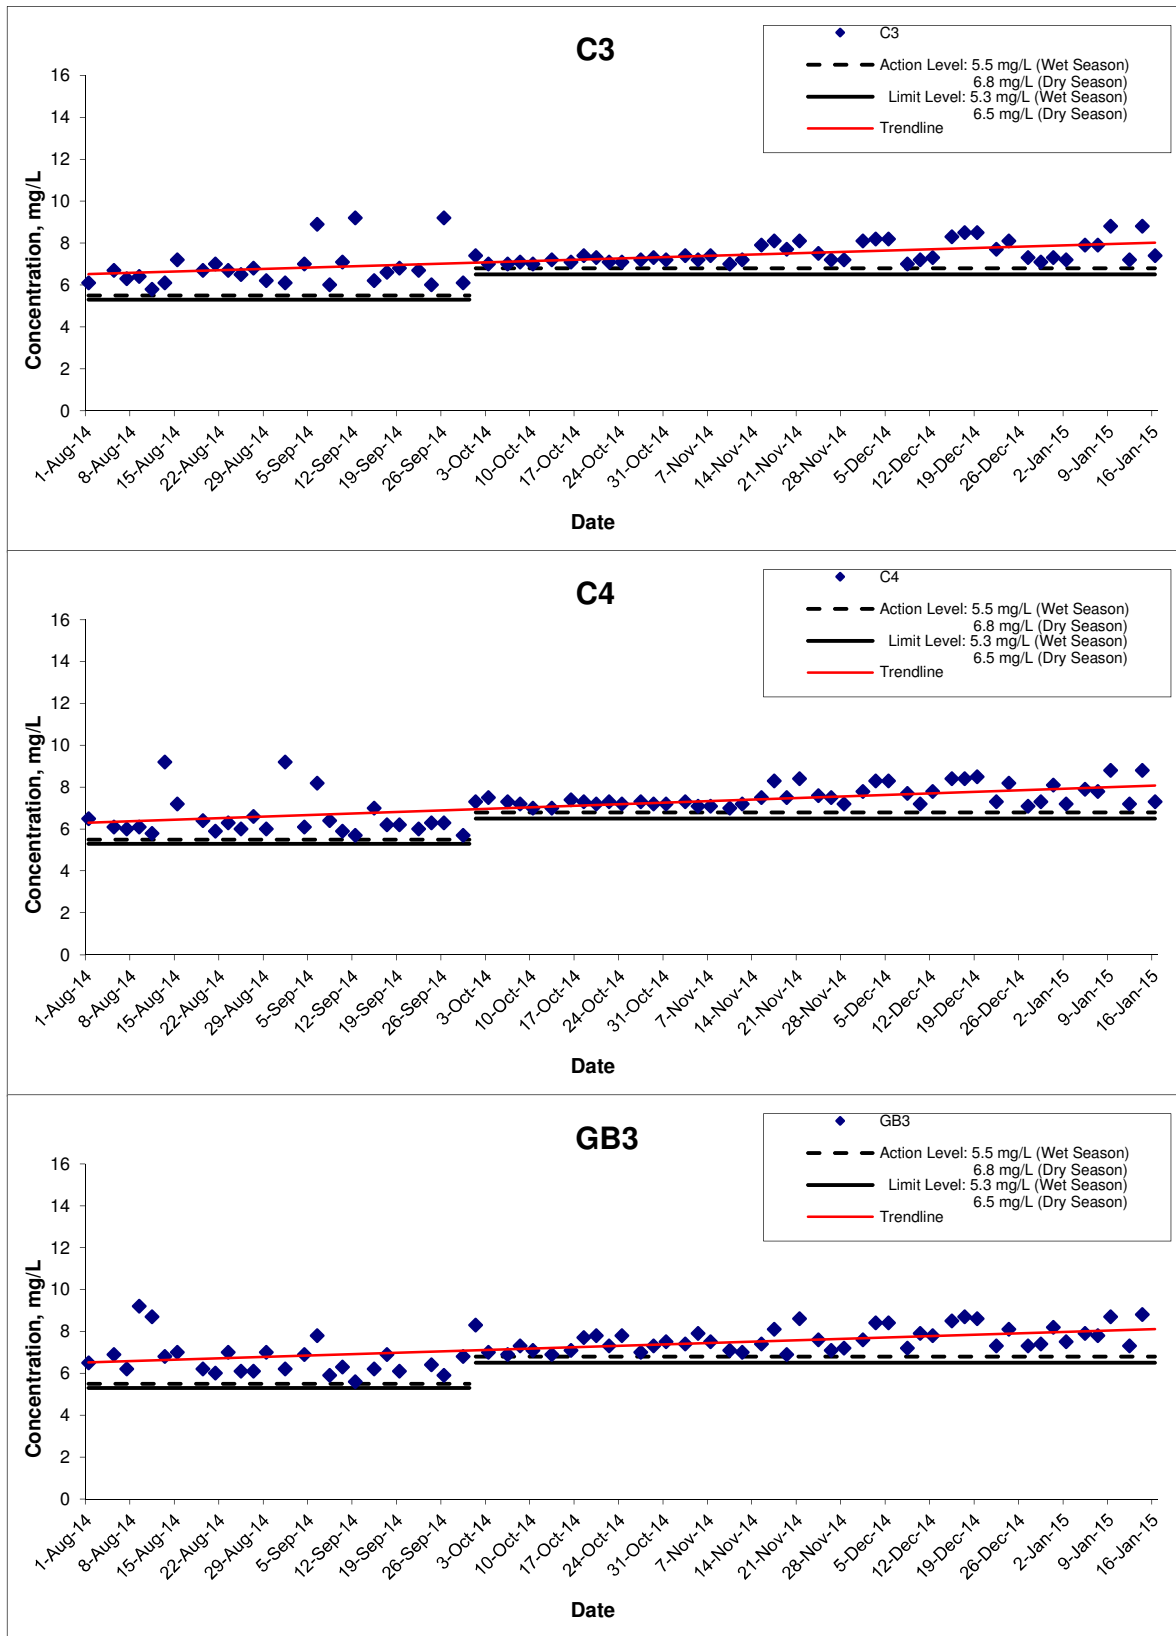 C3
C3
Action Level: 5.5 mg/L (Wet Season)
6.8 mg/L (Dry Season)
Limit Level: 5.3 mg/L (Wet Season)
6.5 mg/L (Dry Season)
Trendline
Concentration, mg/L
16
14
12
10
8
6
4
2
0
1-Aug-14
8-Aug-14
15-Aug-14
22-Aug-14
29-Aug-14
5-Sep-14
12-Sep-14
19-Sep-14
26-Sep-14
3-Oct-14
10-Oct-14
17-Oct-14
24-Oct-14
31-Oct-14
7-Nov-14
14-Nov-14
21-Nov-14
28-Nov-14
5-Dec-14
12-Dec-14
19-Dec-14
26-Dec-14
2-Jan-15
9-Jan-15
16-Jan-15
Date
C4
C4
Action Level: 5.5 mg/L (Wet Season)
6.8 mg/L (Dry Season)
Limit Level: 5.3 mg/L (Wet Season)
6.5 mg/L (Dry Season)
Trendline
Concentration, mg/L
16
14
12
10
8
6
4
2
0
1-Aug-14
8-Aug-14
15-Aug-14
22-Aug-14
29-Aug-14
5-Sep-14
12-Sep-14
19-Sep-14
26-Sep-14
3-Oct-14
10-Oct-14
17-Oct-14
24-Oct-14
31-Oct-14
7-Nov-14
14-Nov-14
21-Nov-14
28-Nov-14
5-Dec-14
12-Dec-14
19-Dec-14
26-Dec-14
2-Jan-15
9-Jan-15
16-Jan-15
Date
GB3
GB3
Action Level: 5.5 mg/L (Wet Season)
6.8 mg/L (Dry Season)
Limit Level: 5.3 mg/L (Wet Season)
6.5 mg/L (Dry Season)
Trendline
Concentration, mg/L
16
14
12
10
8
6
4
2
0
1-Aug-14
8-Aug-14
15-Aug-14
22-Aug-14
29-Aug-14
5-Sep-14
12-Sep-14
19-Sep-14
26-Sep-14
3-Oct-14
10-Oct-14
17-Oct-14
24-Oct-14
31-Oct-14
7-Nov-14
14-Nov-14
21-Nov-14
28-Nov-14
5-Dec-14
12-Dec-14
19-Dec-14
26-Dec-14
2-Jan-15
9-Jan-15
16-Jan-15
Date